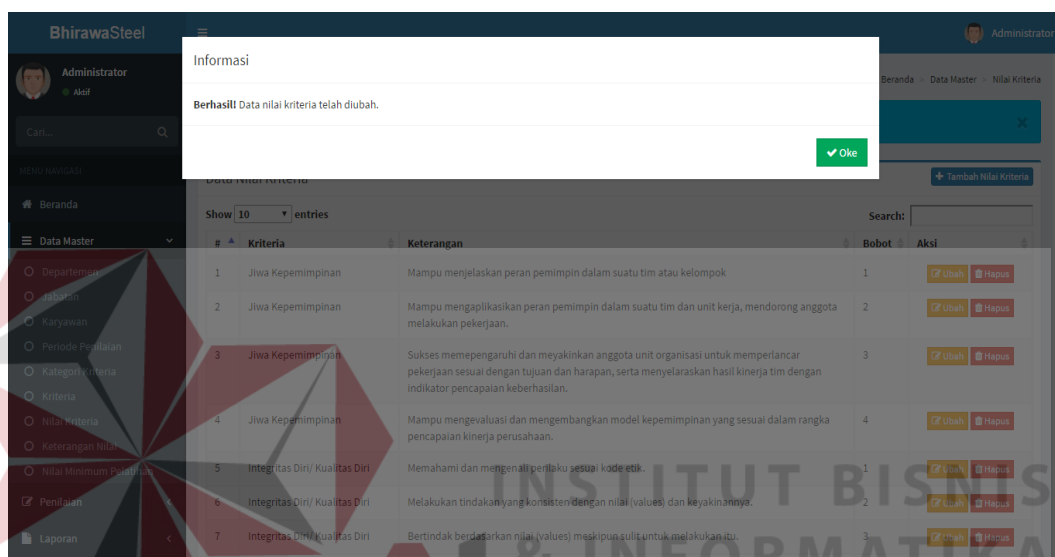 BhirawaSteel
Administrator
Administrator
Aktif
Cari...
MENU NAVIGASI
Beranda
Data Master
Departemen
Jabatan
Karyawan
Periode Penilaian
Kategori Kriteria
Kriteria
Nilai Kriteria
Keterangan Nilai
Nilai Minimum Pelatihan
Penilaian
Laporan
Informasi
Berhasil! Data nilai kriteria telah diubah.
Oke
Beranda > Data Master > Nilai Kriteria
Data Nilai Kriteria
+ Tambah Nilai Kriteria
Show 10 entries
Search:
# Kriteria Keterangan Bobot Aksi
1 Jiwa Kepemimpinan Mampu menjelaskan peran pemimpin dalam suatu tim atau kelompok 1 Ubah Hapus
2 Jiwa Kepemimpinan Mampu mengaplikasikan peran pemimpin dalam suatu tim dan unit kerja, mendorong anggota 2 Ubah Hapus
melakukan pekerjaan.
3 Jiwa Kepemimpinan Sukses memepengaruhi dan meyakinkan anggota unit organisasi untuk memperlancar 3 Ubah Hapus
pekerjaan sesuai dengan tujuan dan harapan, serta menyelaraskan hasil kinerja tim dengan
indikator pencapaian keberhasilan.
4 Jiwa Kepemimpinan Mampu mengevaluasi dan mengembangkan model kepemimpinan yang sesuai dalam rangka 4 Ubah Hapus
pencapaian kinerja perusahaan.
5 Integritas Diri/ Kualitas Diri Memahami dan mengenali perilaku sesuai kode etik. 1 Ubah Hapus
6 Integritas Diri/ Kualitas Diri Melakukan tindakan yang konsisten dengan nilai (values) dan keyakinannya. 2 Ubah Hapus
7 Integritas Diri/ Kualitas Diri Bertindak berdasarkan nilai (values) meskipun sulit untuk melakukan itu. 3 Ubah Hapus
INSTITUT BISNIS
& INFORMATIKA